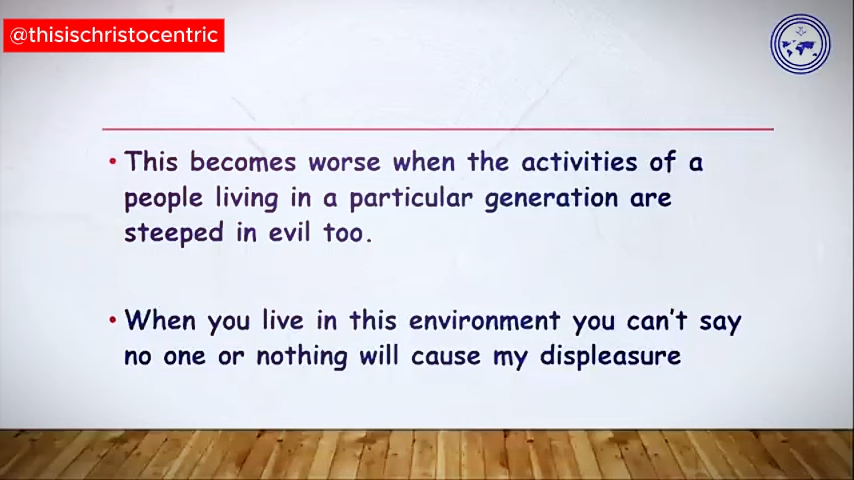 @thisischristocentric
• This becomes worse when the activities of a
people living in a particular generation are
steeped in evil too.
• When you live in this environment you can't say
no one or nothing will cause my displeasure